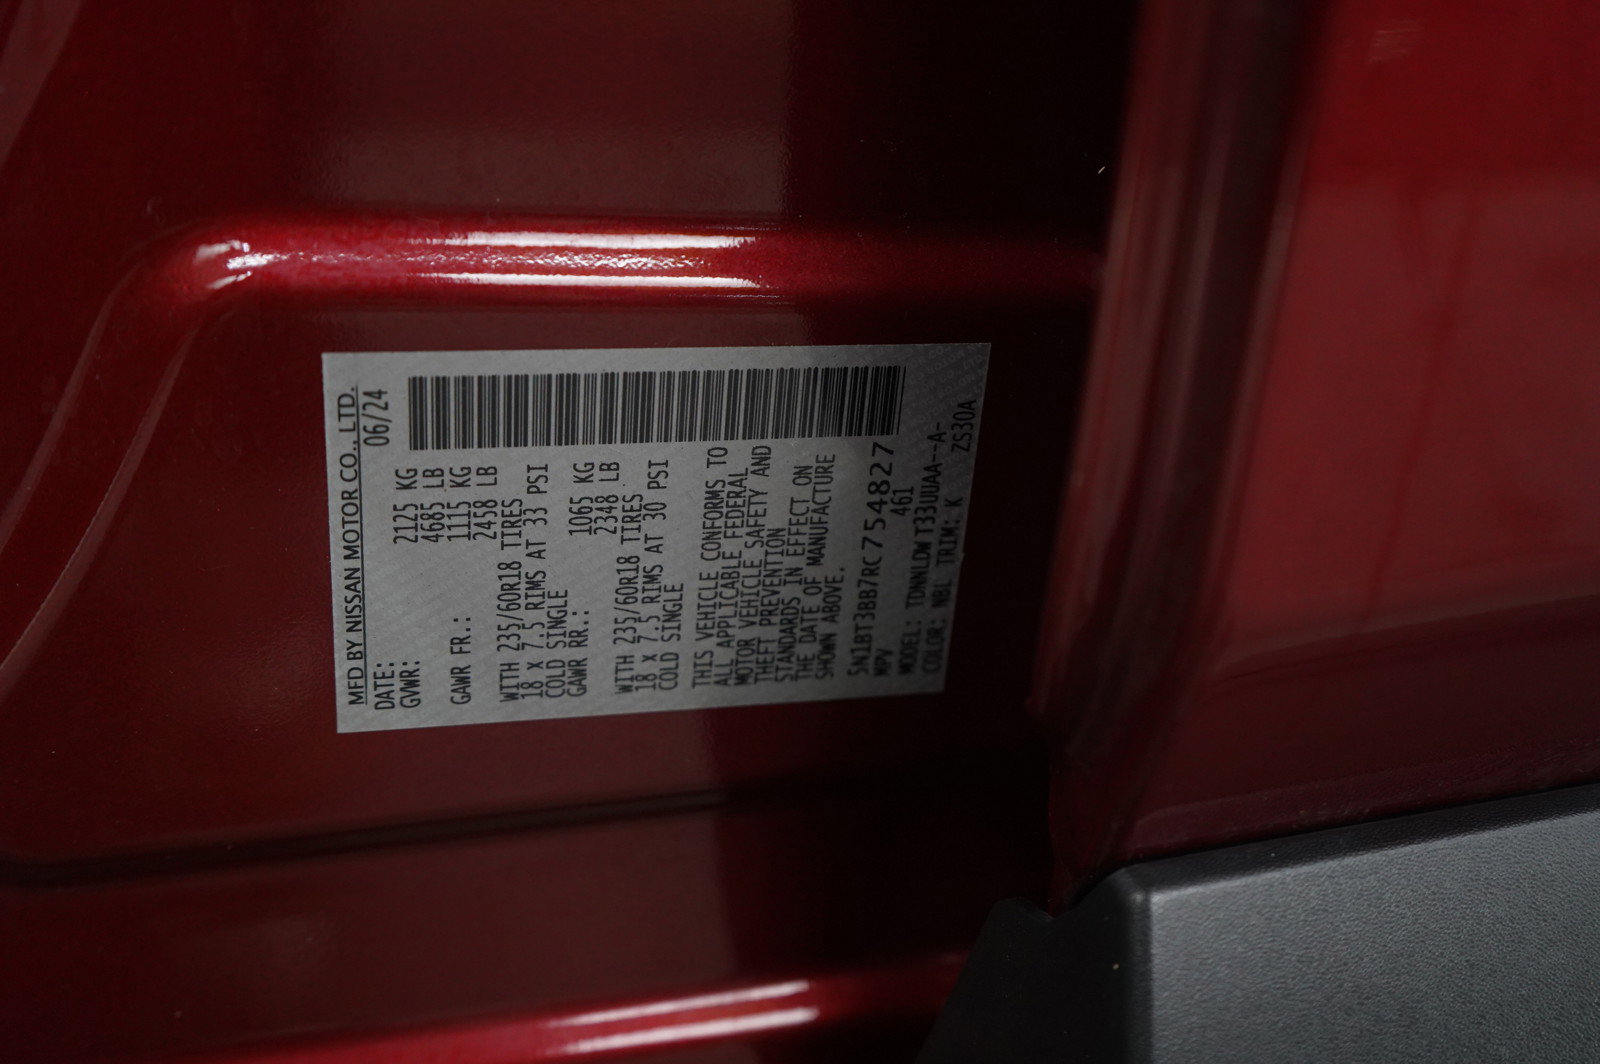 MFD BY NISSAN MOTOR CO., LTD.
DATE: 06/24
GVWR: 2125 KG
4685 LB
GAWR FR.: 1115 KG
2458 LB
WITH 235/60R18 TIRES
18 X 7.5 RIMS AT 33 PSI
COLD SINGLE
GAWR RR.: 1065 KG
2348 LB
WITH 235/60R18 TIRES
18 X 7.5 RIMS AT 30 PSI
COLD SINGLE
THIS VEHICLE CONFORMS TO
ALL APPLICABLE FEDERAL
MOTOR VEHICLE SAFETY AND
THEFT PREVENTION
STANDARDS IN EFFECT ON
THE DATE OF MANUFACTURE
SHOWN ABOVE.
5N1BT3BB7RC754827
MPV 461
MODEL: TDNNLDW T33UUAA--A-
COLOR: NBL TRIM: K ZS30A